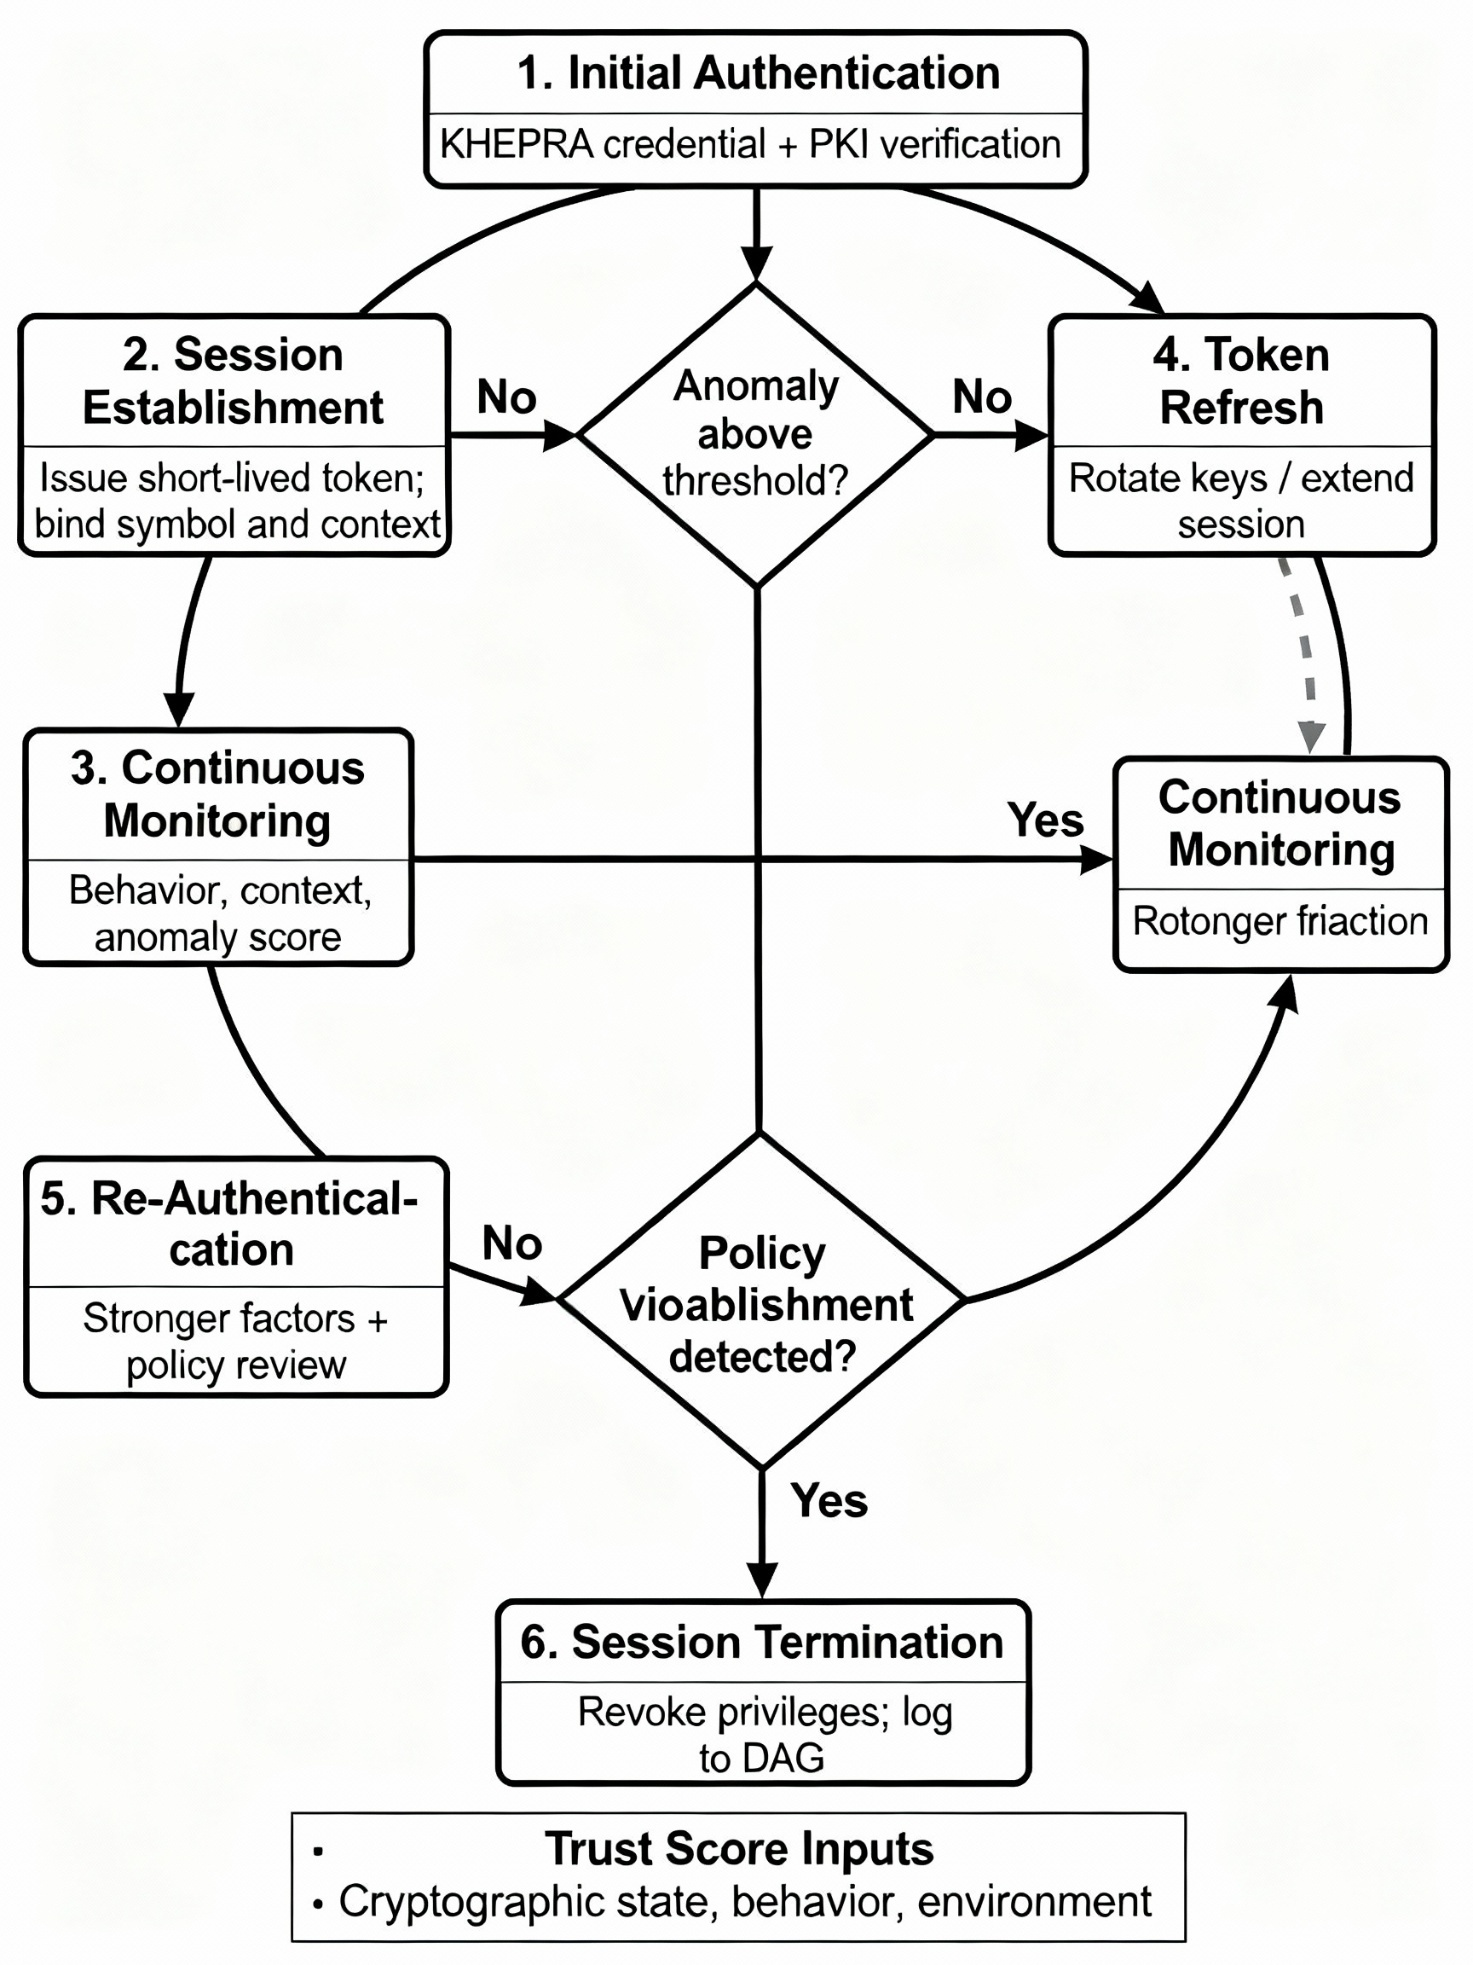 1. Initial Authentication
KHEPRA credential + PKI verification
2. Session
Establishment
Issue short-lived token;
bind symbol and context
No
Anomaly
above
threshold?
No
4. Token
Refresh
Rotate keys / extend
session
3. Continuous
Monitoring
Behavior, context,
anomaly score
Yes
Continuous
Monitoring
Rotonger friaction
5. Re-Authentical-
cation
Stronger factors +
policy review
No
Policy
Vioablishment
detected?
Yes
6. Session Termination
Revoke privileges; log
to DAG
• Trust Score Inputs
• Cryptographic state, behavior, environment